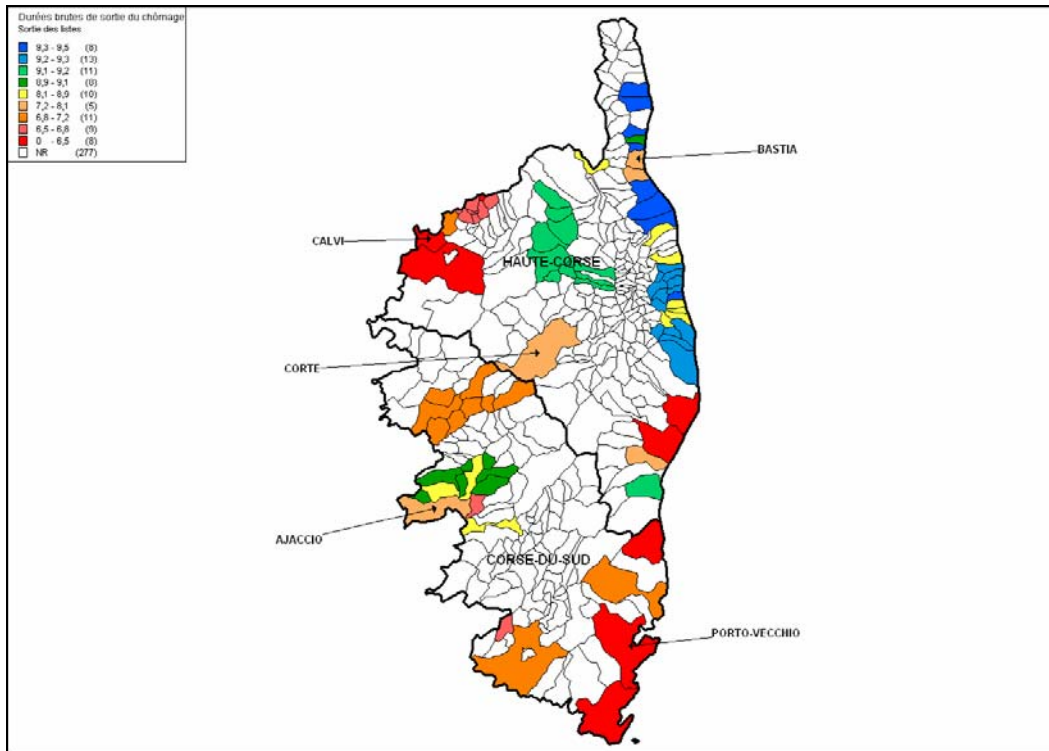 Durées brutes de sortie du chômage
Sortie des listes
9,3 - 9,5 (8)
9,2 - 9,3 (13)
9,1 - 9,2 (11)
8,9 - 9,1 (8)
8,1 - 8,9 (10)
7,2 - 8,1 (5)
6,8 - 7,2 (11)
6,5 - 6,8 (9)
0 - 6,5 (8)
NR (277)
BASTIA
CALVI
HAUTE-CORSE
CORTE
AJACCIO
CORSE-DU-SUD
PORTO-VECCHIO